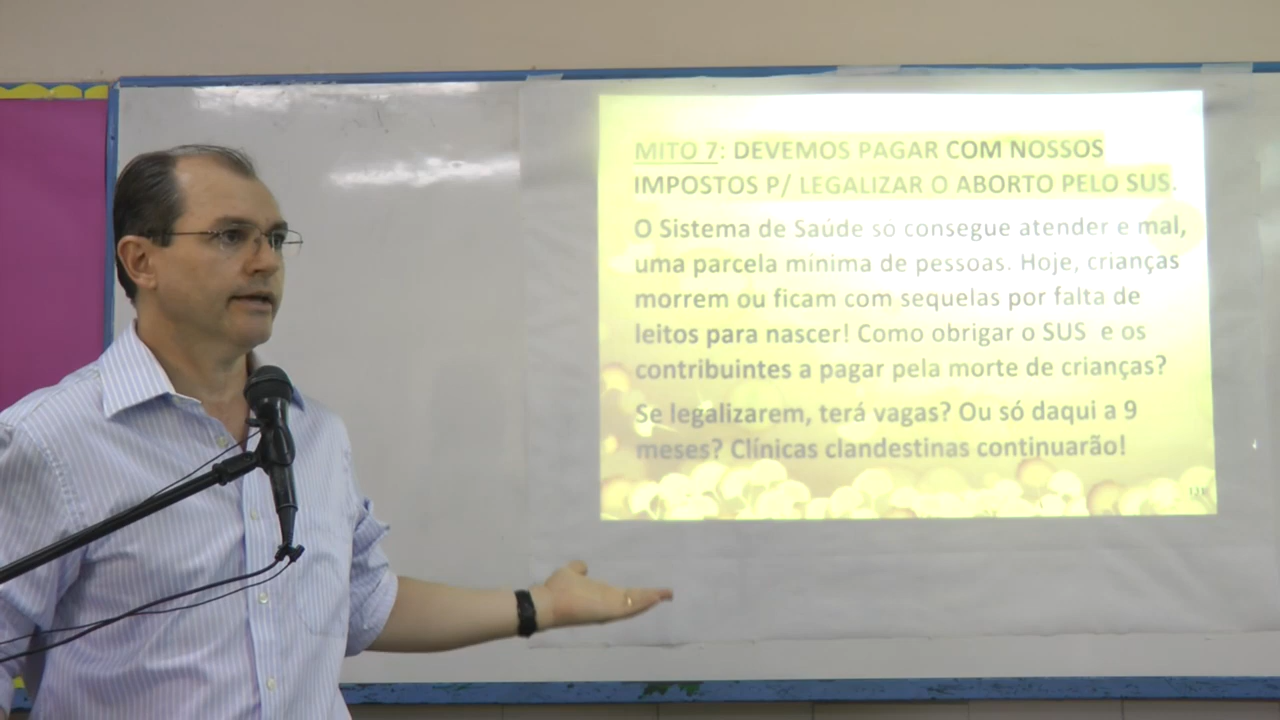 MITO 7: DEVEMOS PAGAR COM NOSSOS
IMPOSTOS P/ LEGALIZAR O ABORTO PELO SUS.
O Sistema de Saúde só consegue atender e mal,
uma parcela mínima de pessoas. Hoje, crianças
morrem ou ficam com sequelas por falta de
leitos para nascer! Como obrigar o SUS e os
contribuintes a pagar pela morte de crianças?
Se legalizarem, terá vagas? Ou só daqui a 9
meses? Clínicas clandestinas continuarão!